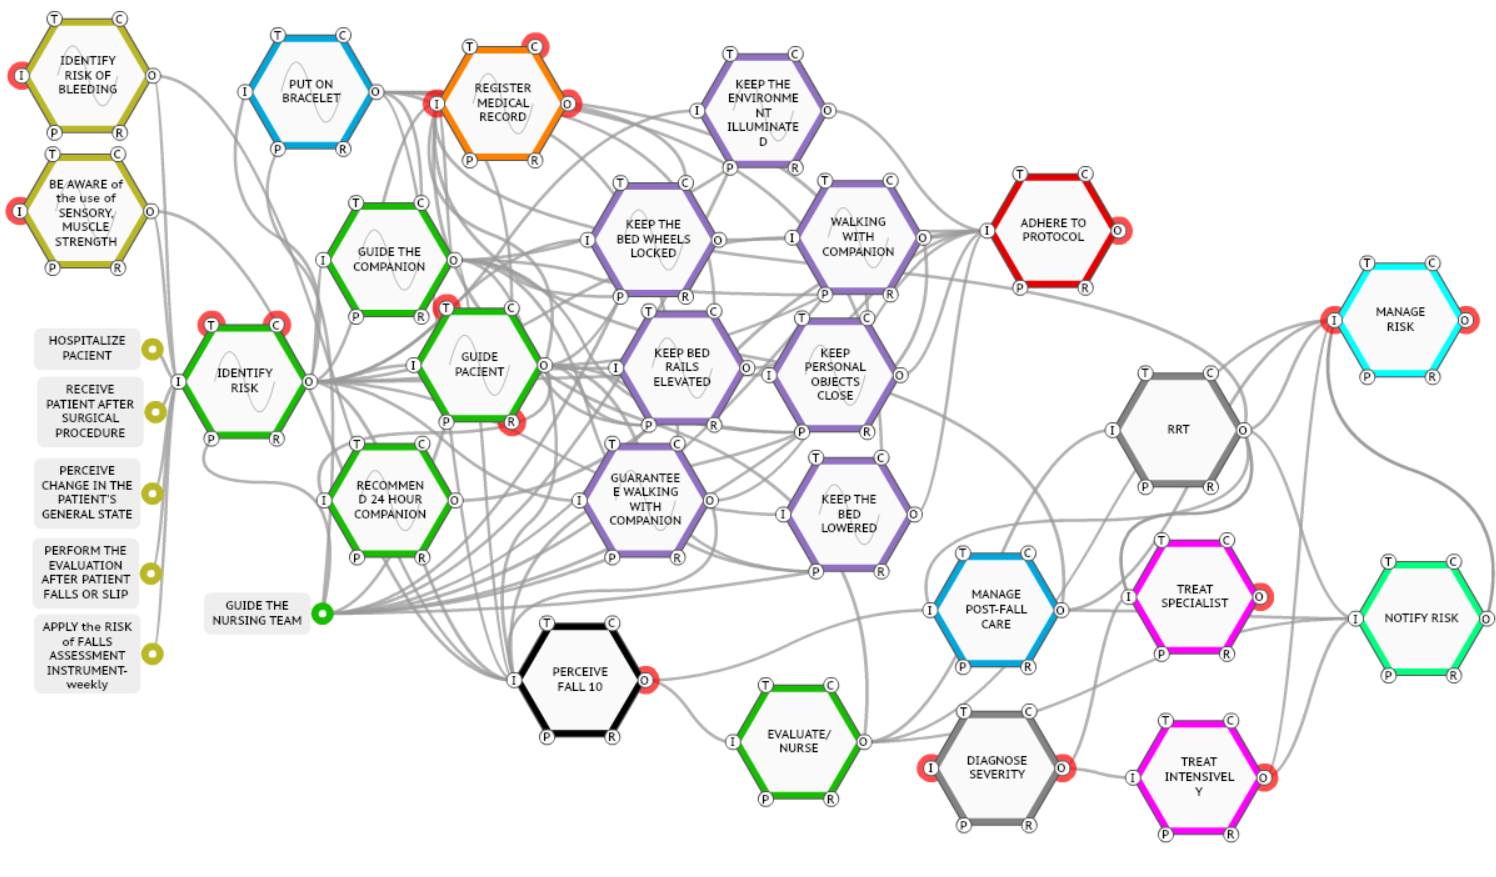 IDENTIFY
RISK OF
BLEEDING
T
C
I
O
P
R
BE AWARE of
the use of
SENSORY,
MUSCLE
STRENGTH
T
C
I
O
P
R
PUT ON
BRACELET
T
C
I
O
P
R
REGISTER
MEDICAL
RECORD
T
C
I
O
P
R
KEEP THE
ENVIRONME
NT
ILLUMINATE
D
T
C
I
O
P
R
GUIDE THE
COMPANION
T
C
I
O
P
R
KEEP THE
BED WHEELS
LOCKED
T
C
I
O
P
R
WALKING
WITH
COMPANION
T
C
I
O
P
R
ADHERE TO
PROTOCOL
T
C
I
O
P
R
MANAGE
RISK
T
C
I
O
P
R
HOSPITALIZE
PACIENT
RECEIVE
PATIENT AFTER
SURGICAL
PROCEDURE
PERCEIVE
CHANGE IN THE
PATIENT'S
GENERAL STATE
PERFORM THE
EVALUATION
AFTER PATIENT
FALLS OR SLIP
APPLY the RISK
of FALLS
ASSESSMENT
INSTRUMENT-
weekly
IDENTIFY
RISK
T
C
I
O
P
R
GUIDE
PACIENT
T
C
I
O
P
R
KEEP BED
RAILS
ELEVATED
T
C
I
O
P
R
KEEP
PERSONAL
OBJECTS
CLOSE
T
C
I
O
P
R
RRT
T
C
I
O
P
R
RECOMMEN
D 24 HOUR
COMPANION
T
C
I
O
P
R
GUARANTEE
E WALKING
WITH
COMPANION
T
C
I
O
P
R
KEEP THE
BED
LOWERED
T
C
I
O
P
R
GUIDE THE
NURSING TEAM
MANAGE
POST-FALL
CARE
T
C
I
O
P
R
TREAT
SPECIALIST
T
C
I
O
P
R
NOTIFY RISK
T
C
I
O
P
R
PERCEIVE
FALL 10
T
C
I
O
P
R
EVALUATE/
NURSE
T
C
I
O
P
R
DIAGNOSE
SEVERITY
T
C
I
O
P
R
TREAT
INTENSIVEL
Y
T
C
I
O
P
R